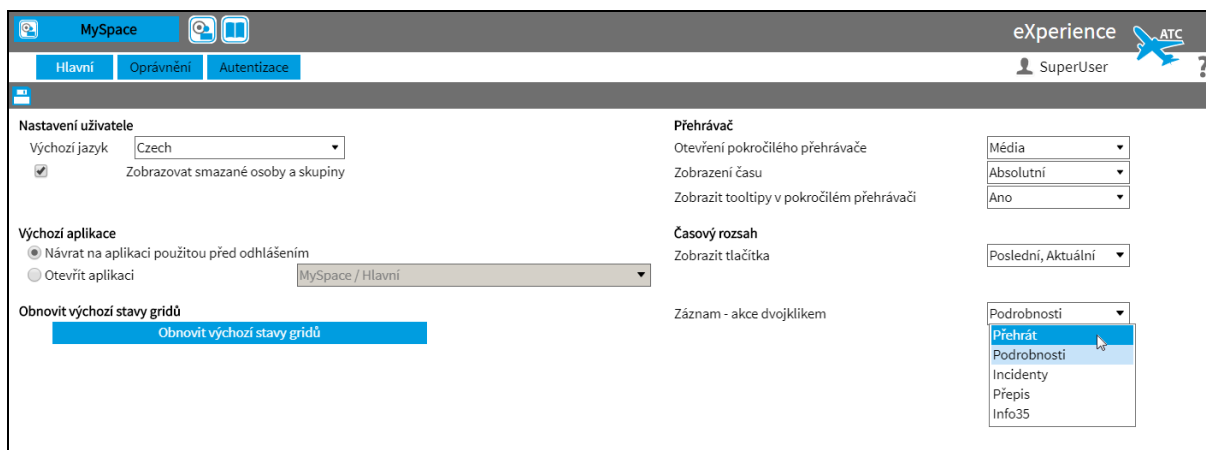 MySpace
eXperience
ATC
Hlavní
Oprávnění
Autentizace
SuperUser
?
Nastavení uživatele
Výchozí jazyk
Czech
Zobrazovat smazané osoby a skupiny
Výchozí aplikace
Návrat na aplikaci použitou před odhlášením
Otevřít aplikaci
MySpace / Hlavní
Obnovit výchozí stavy gridů
Obnovit výchozí stavy gridů
Přehrávač
Otevření pokročilého přehrávače
Média
Zobrazení času
Absolutní
Zobrazit tooltipy v pokročilém přehrávači
Ano
Časový rozsah
Zobrazit tlačítka
Poslední, Aktuální
Záznam - akce dvojklikem
Podrobnosti
Přehrát
Podrobnosti
Incidenty
Přepis
Info35